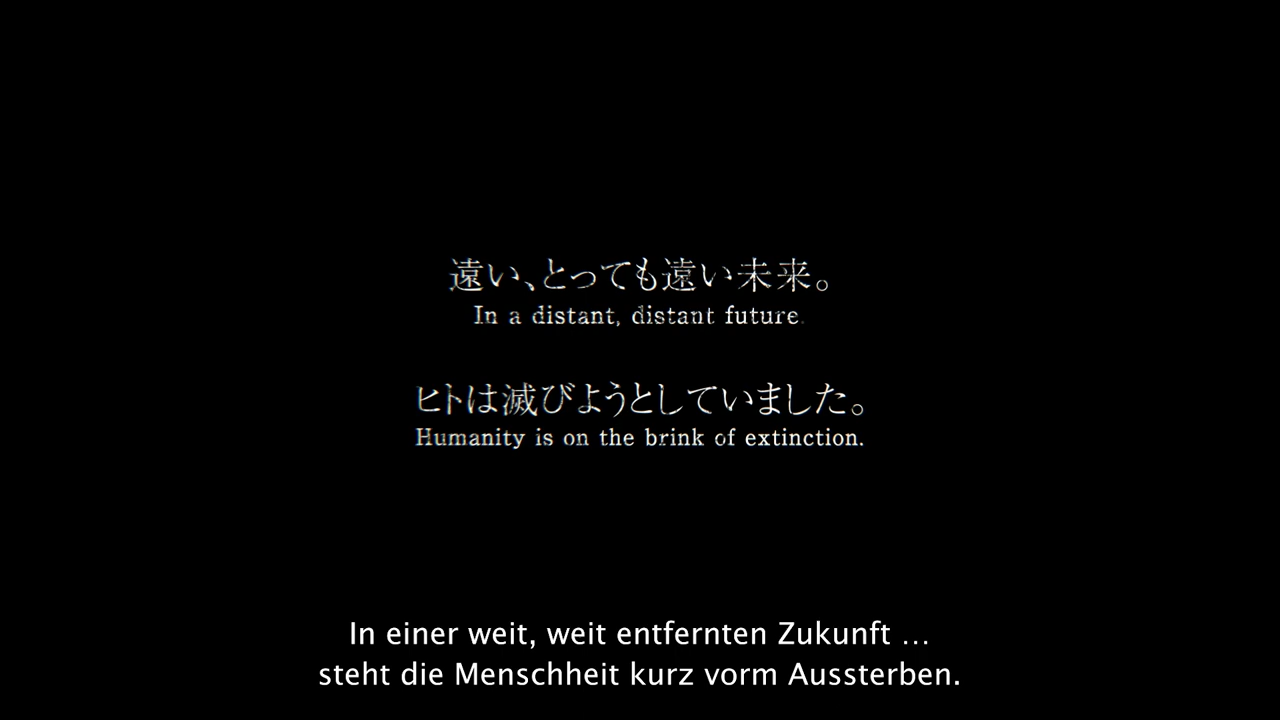 遠い、とっても遠い未来。
In a distant, distant future.
ヒトは滅びようとしていました。
Humanity is on the brink of extinction.
In einer weit, weit entfernten Zukunft …
steht die Menschheit kurz vorm Aussterben.